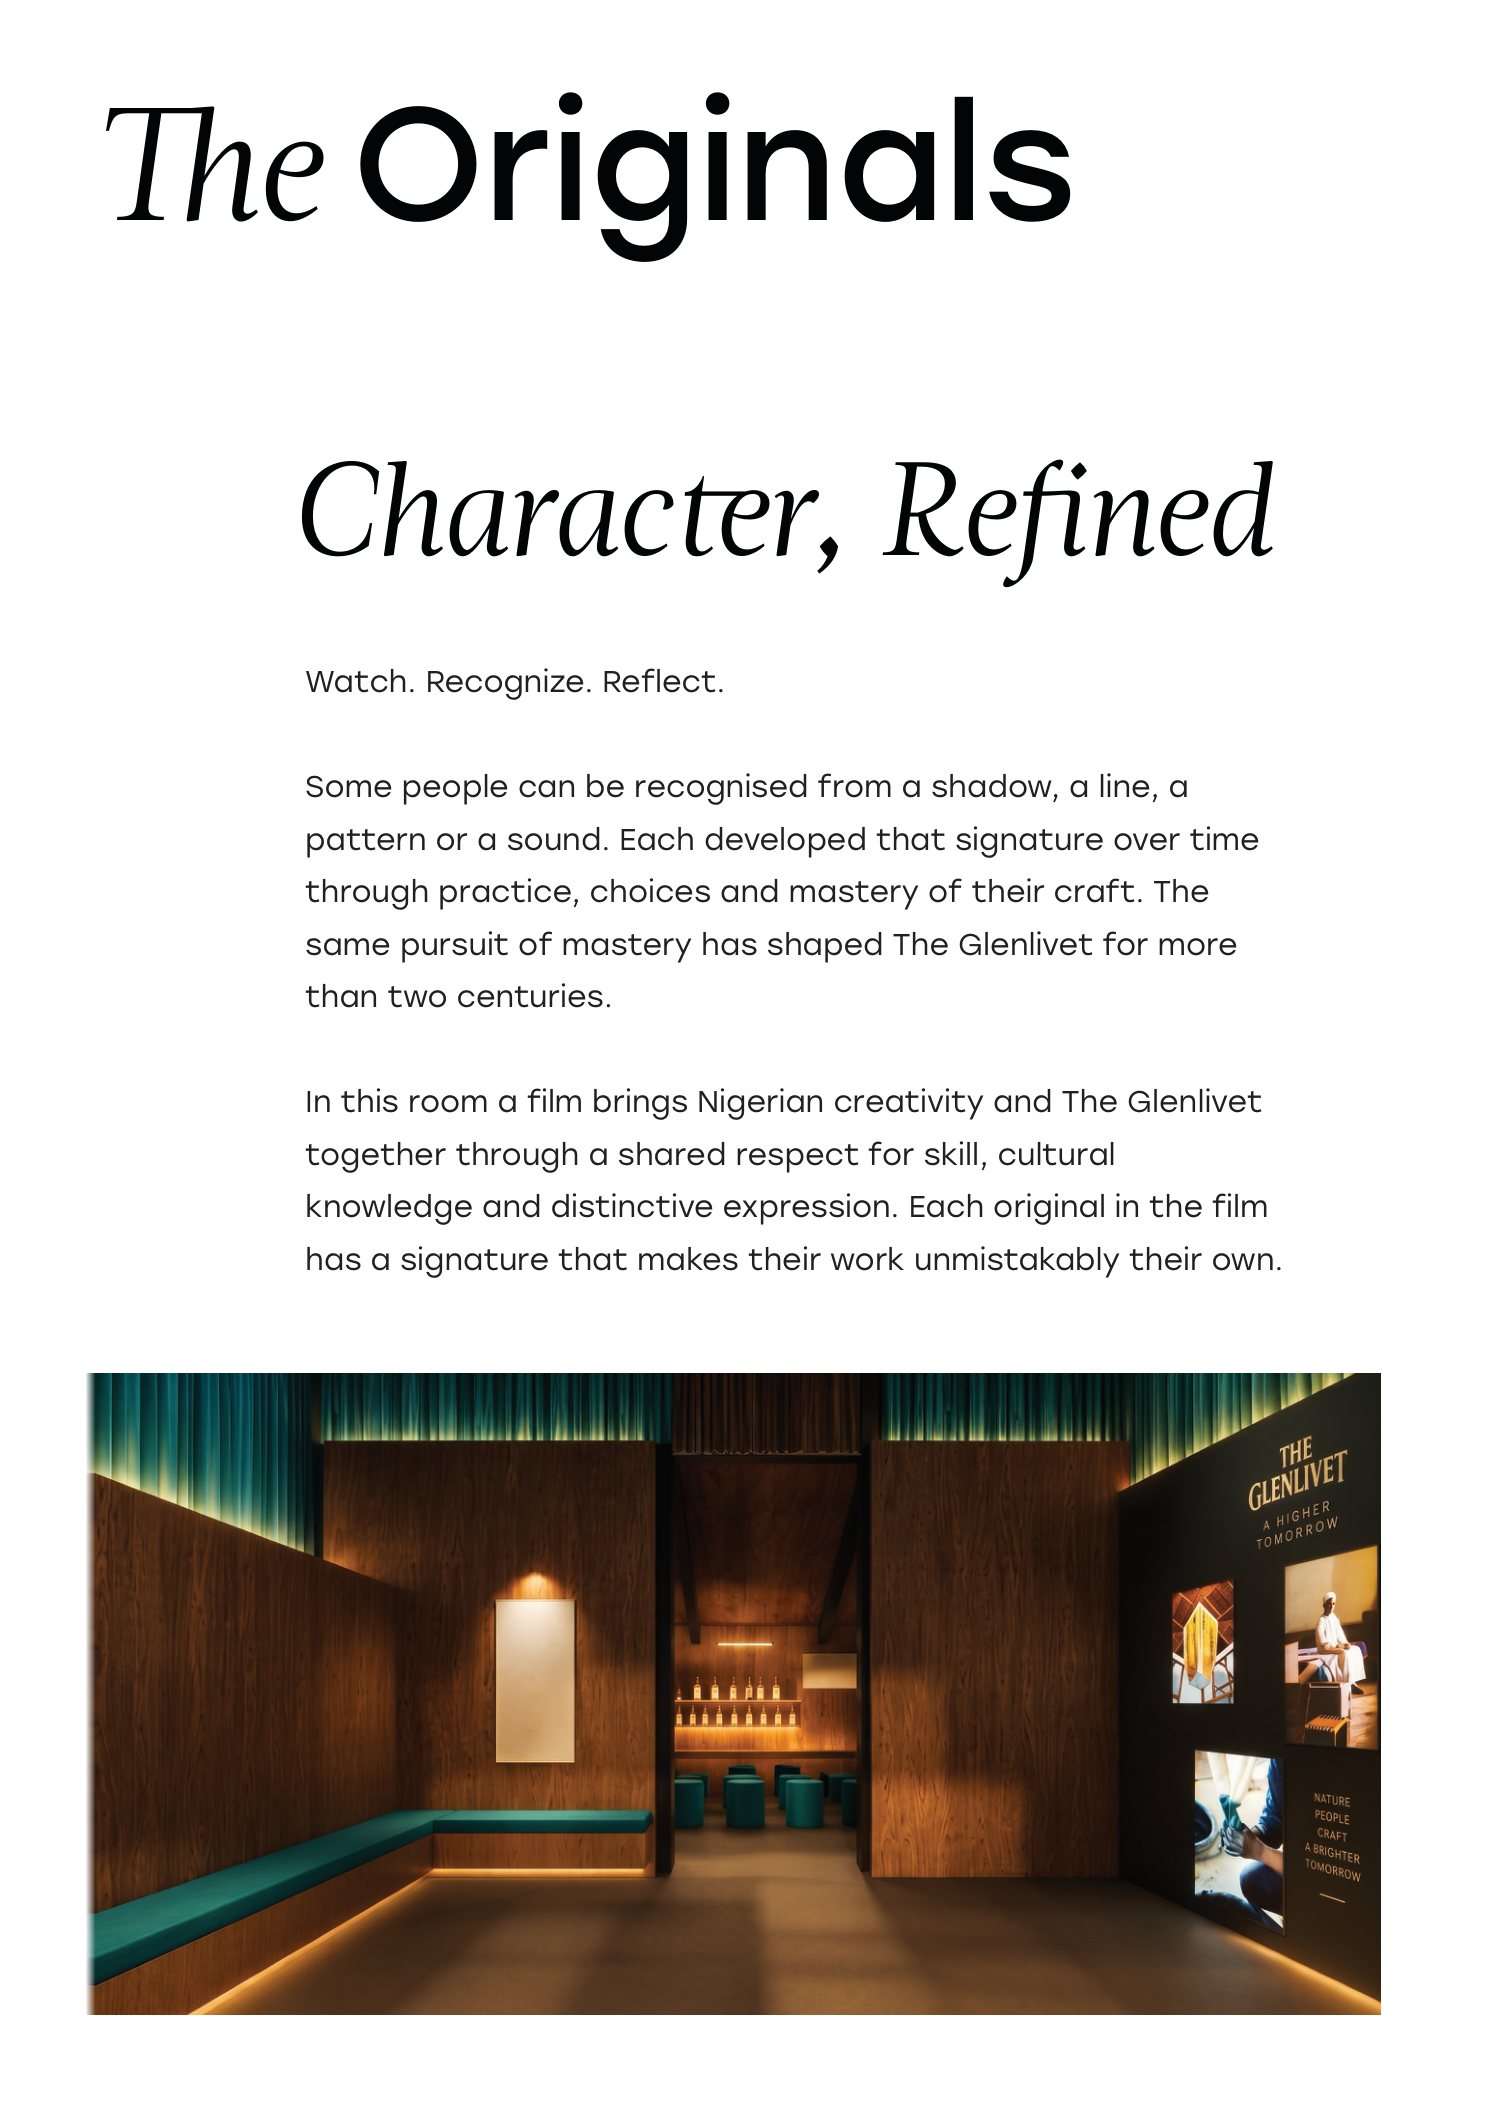 The Originals
Character, Refined
Watch. Recognize. Reflect.
Some people can be recognised from a shadow, a line, a
pattern or a sound. Each developed that signature over time
through practice, choices and mastery of their craft. The
same pursuit of mastery has shaped The Glenlivet for more
than two centuries.
In this room a film brings Nigerian creativity and The Glenlivet
together through a shared respect for skill, cultural
knowledge and distinctive expression. Each original in the film
has a signature that makes their work unmistakably their own.
THE
GLENLIVET
A HIGHER
TOMORROW
NATURE
PEOPLE
CRAFT
A BRIGHTER
TOMORROW